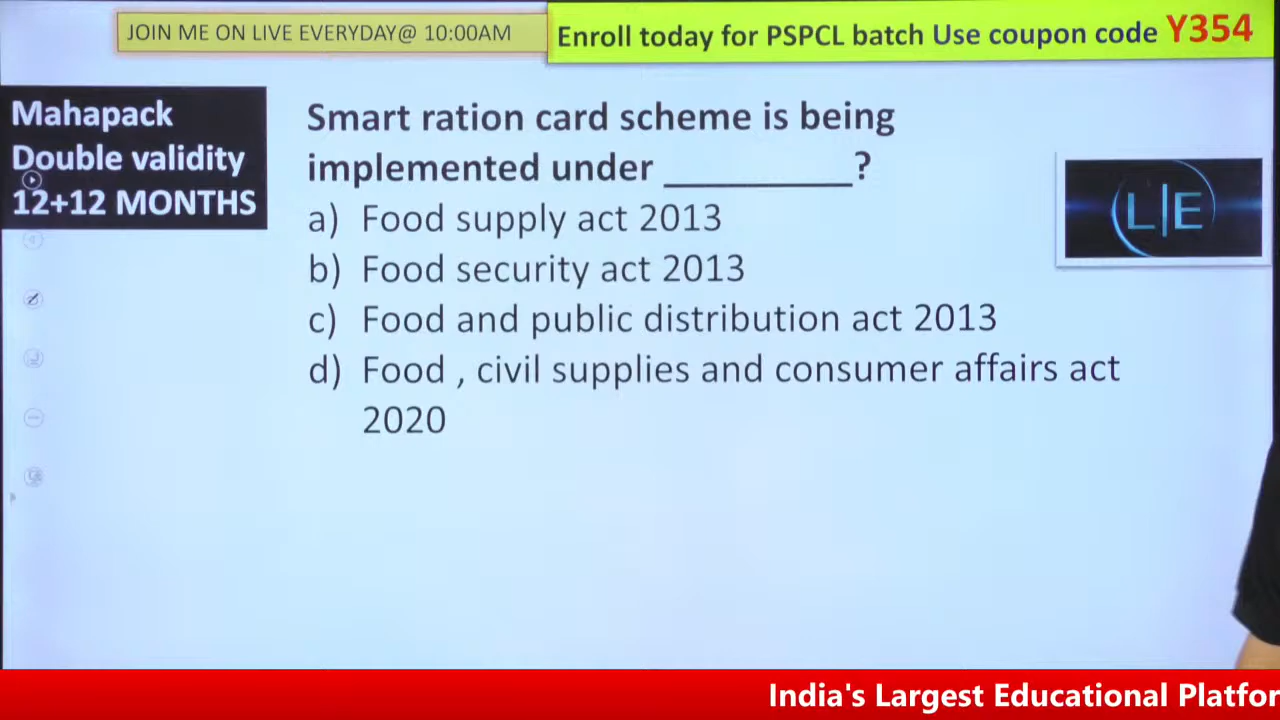 JOIN ME ON LIVE EVERYDAY@ 10:00AM
Enroll today for PSPCL batch Use coupon code Y354
Mahapack
Double validity
12+12 MONTHS
Smart ration card scheme is being
implemented under __________?
a) Food supply act 2013
b) Food security act 2013
c) Food and public distribution act 2013
d) Food , civil supplies and consumer affairs act
2020
L|E
India's Largest Educational Platfor